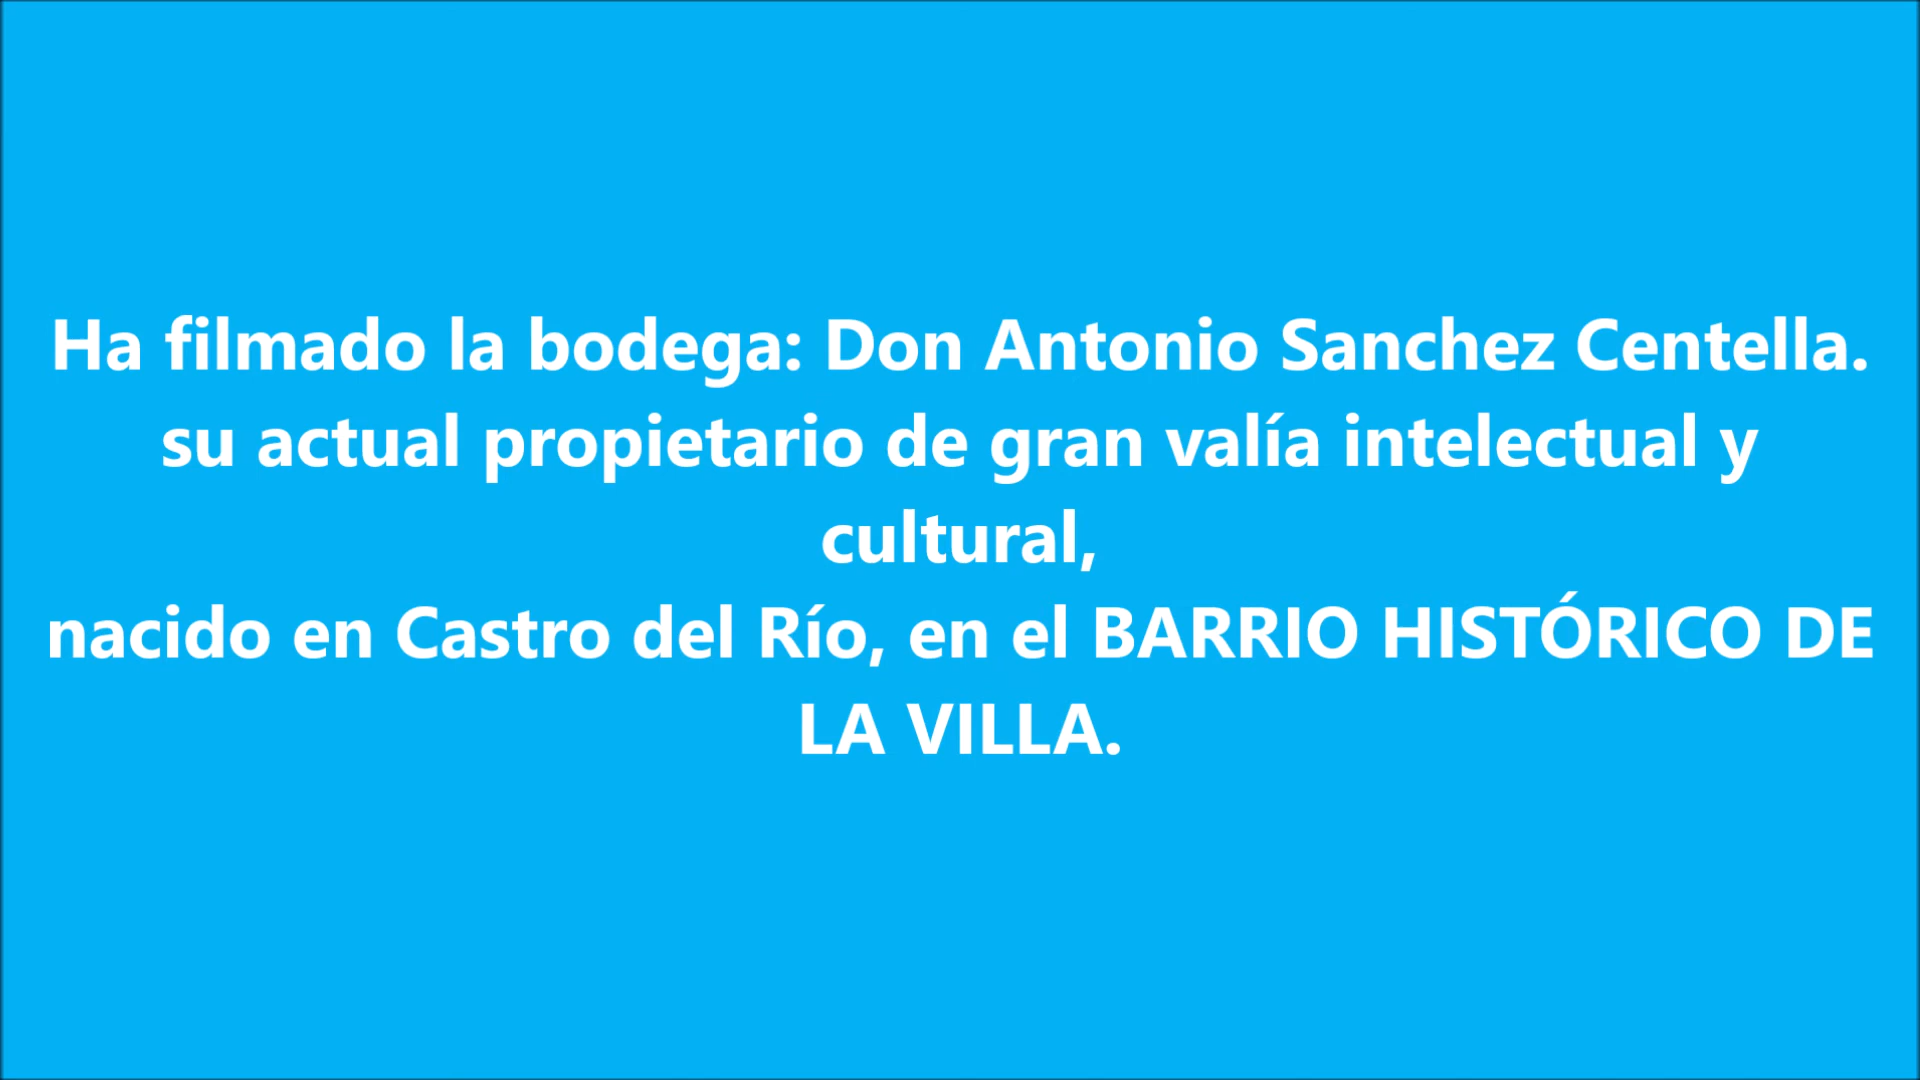 Ha filmado la bodega: Don Antonio Sanchez Centella.
su actual propietario de gran valía intelectual y
cultural,
nacido en Castro del Río, en el BARRIO HISTÓRICO DE
LA VILLA.